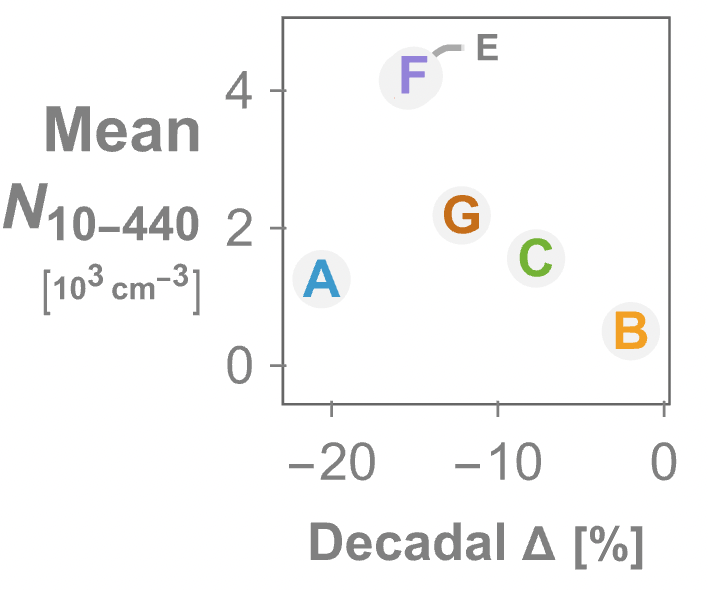 F
E
4
Mean
N10–440
[10³ cm⁻³]
G
2
C
A
B
0
−20
−10
0
Decadal Δ [%]